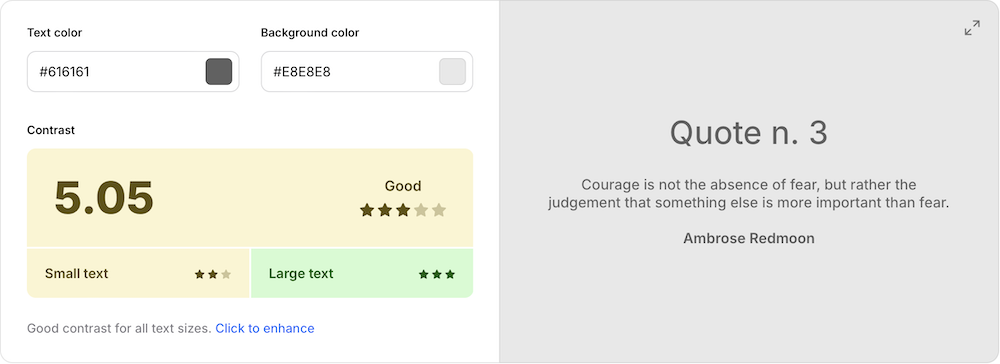 Text color
Background color
#616161
#E8E8E8
Contrast
5.05
Good
Small text
Large text
Good contrast for all text sizes. Click to enhance
Quote n. 3
Courage is not the absence of fear, but rather the
judgement that something else is more important than fear.
Ambrose Redmoon